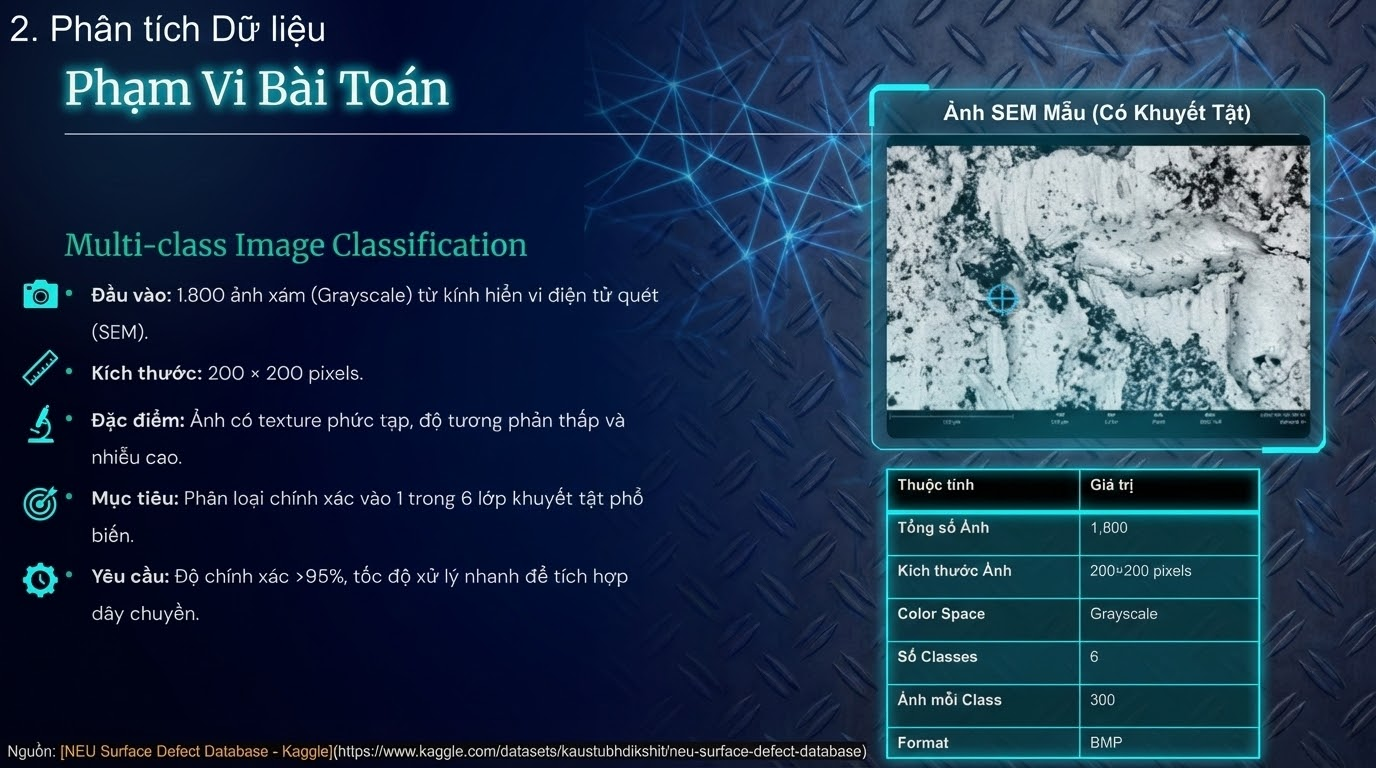 2. Phân tích Dữ liệu
Phạm Vi Bài Toán
Multi-class Image Classification
Đầu vào: 1.800 ảnh xám (Grayscale) từ kính hiển vi điện tử quét
(SEM).
Kích thước: 200 × 200 pixels.
Đặc điểm: Ảnh có texture phức tạp, độ tương phản thấp và
nhiễu cao.
Mục tiêu: Phân loại chính xác vào 1 trong 6 lớp khuyết tật phổ
biến.
Yêu cầu: Độ chính xác >95%, tốc độ xử lý nhanh để tích hợp
dây chuyền.
Ảnh SEM Mẫu (Có Khuyết Tật)
Thuộc tính Giá trị
Tổng số Ảnh 1,800
Kích thước Ảnh 200×200 pixels
Color Space Grayscale
Số Classes 6
Ảnh mỗi Class 300
Format BMP
Nguồn: [NEU Surface Defect Database - Kaggle](https://www.kaggle.com/datasets/kaustubhdikshit/neu-surface-defect-database)